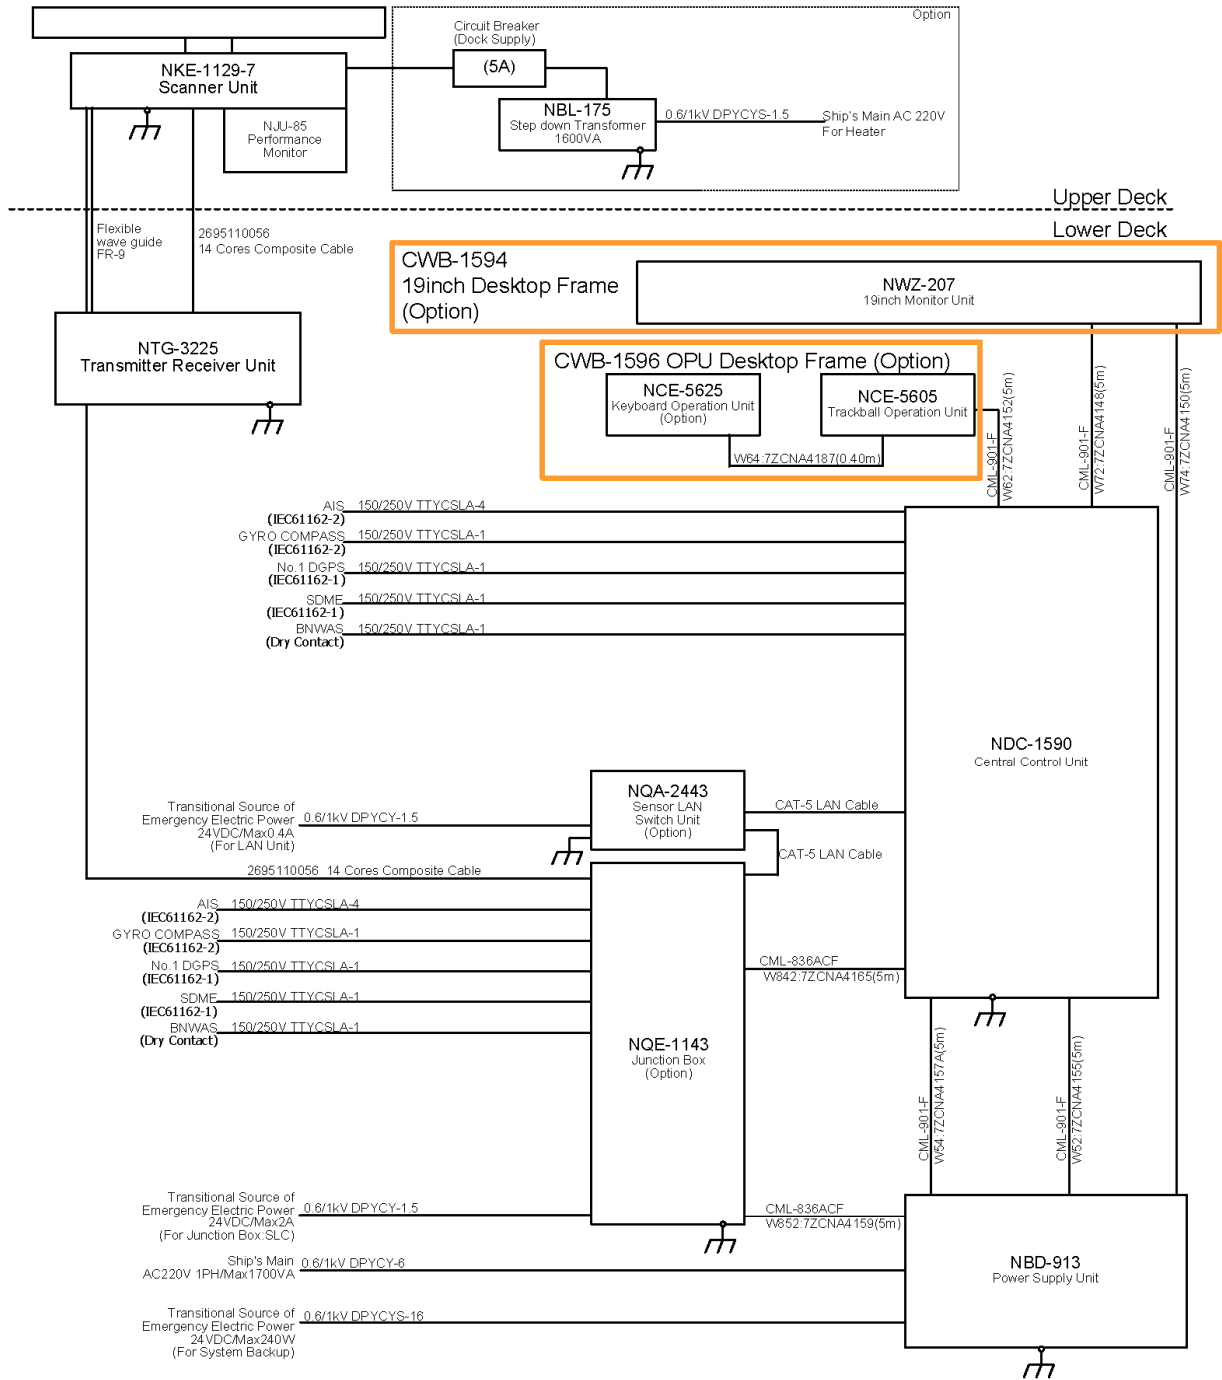 Option
Circuit Breaker
(Dock Supply)
(5A)
NKE-1129-7
Scanner Unit
NJU-85
Performance
Monitor
NBL-175
Step down Transformer
1600VA
0.6/1kV DPYCYS-1.5
Ship's Main AC 220V
For Heater
Upper Deck
Lower Deck
Flexible
wave guide
FR-9
2695110056
14 Cores Composite Cable
CWB-1594
19inch Desktop Frame
(Option)
NWZ-207
19inch Monitor Unit
NTG-3225
Transmitter Receiver Unit
CWB-1596 OPU Desktop Frame (Option)
NCE-5625
Keyboard Operation Unit
(Option)
NCE-5605
Trackball Operation Unit
W64:7ZCNA4187(0.40m)
CML-901-F
W62:7ZCNA4152(5m)
CML-901-F
W72:7ZCNA4148(5m)
CML-901-F
W74:7ZCNA4150(5m)
AIS 150/250V TTYCSLA-4
(IEC61162-2)
GYRO COMPASS 150/250V TTYCSLA-1
(IEC61162-2)
No.1 DGPS 150/250V TTYCSLA-1
(IEC61162-1)
SDME 150/250V TTYCSLA-1
(IEC61162-1)
BNWAS 150/250V TTYCSLA-1
(Dry Contact)
NDC-1590
Central Control Unit
NQA-2443
Sensor LAN
Switch Unit
(Option)
CAT-5 LAN Cable
CAT-5 LAN Cable
Transitional Source of
Emergency Electric Power 0.6/1kV DPYCY-1.5
24VDC/Max0.4A
(For LAN Unit)
2695110056 14 Cores Composite Cable
AIS 150/250V TTYCSLA-4
(IEC61162-2)
GYRO COMPASS 150/250V TTYCSLA-1
(IEC61162-2)
No.1 DGPS 150/250V TTYCSLA-1
(IEC61162-1)
SDME 150/250V TTYCSLA-1
(IEC61162-1)
BNWAS 150/250V TTYCSLA-1
(Dry Contact)
CML-836ACF
W842:7ZCNA4165(5m)
NQE-1143
Junction Box
(Option)
CML-901-F
W54:7ZCNA4157A(5m)
CML-901-F
W52:7ZCNA4155(5m)
Transitional Source of
Emergency Electric Power 0.6/1kV DPYCY-1.5
24VDC/Max2A
(For Junction Box:SLC)
CML-836ACF
W852:7ZCNA4159(5m)
Ship's Main 0.6/1kV DPYCY-6
AC220V 1PH/Max1700VA
NBD-913
Power Supply Unit
Transitional Source of
Emergency Electric Power 0.6/1kV DPYCYS-16
24VDC/Max240W
(For System Backup)